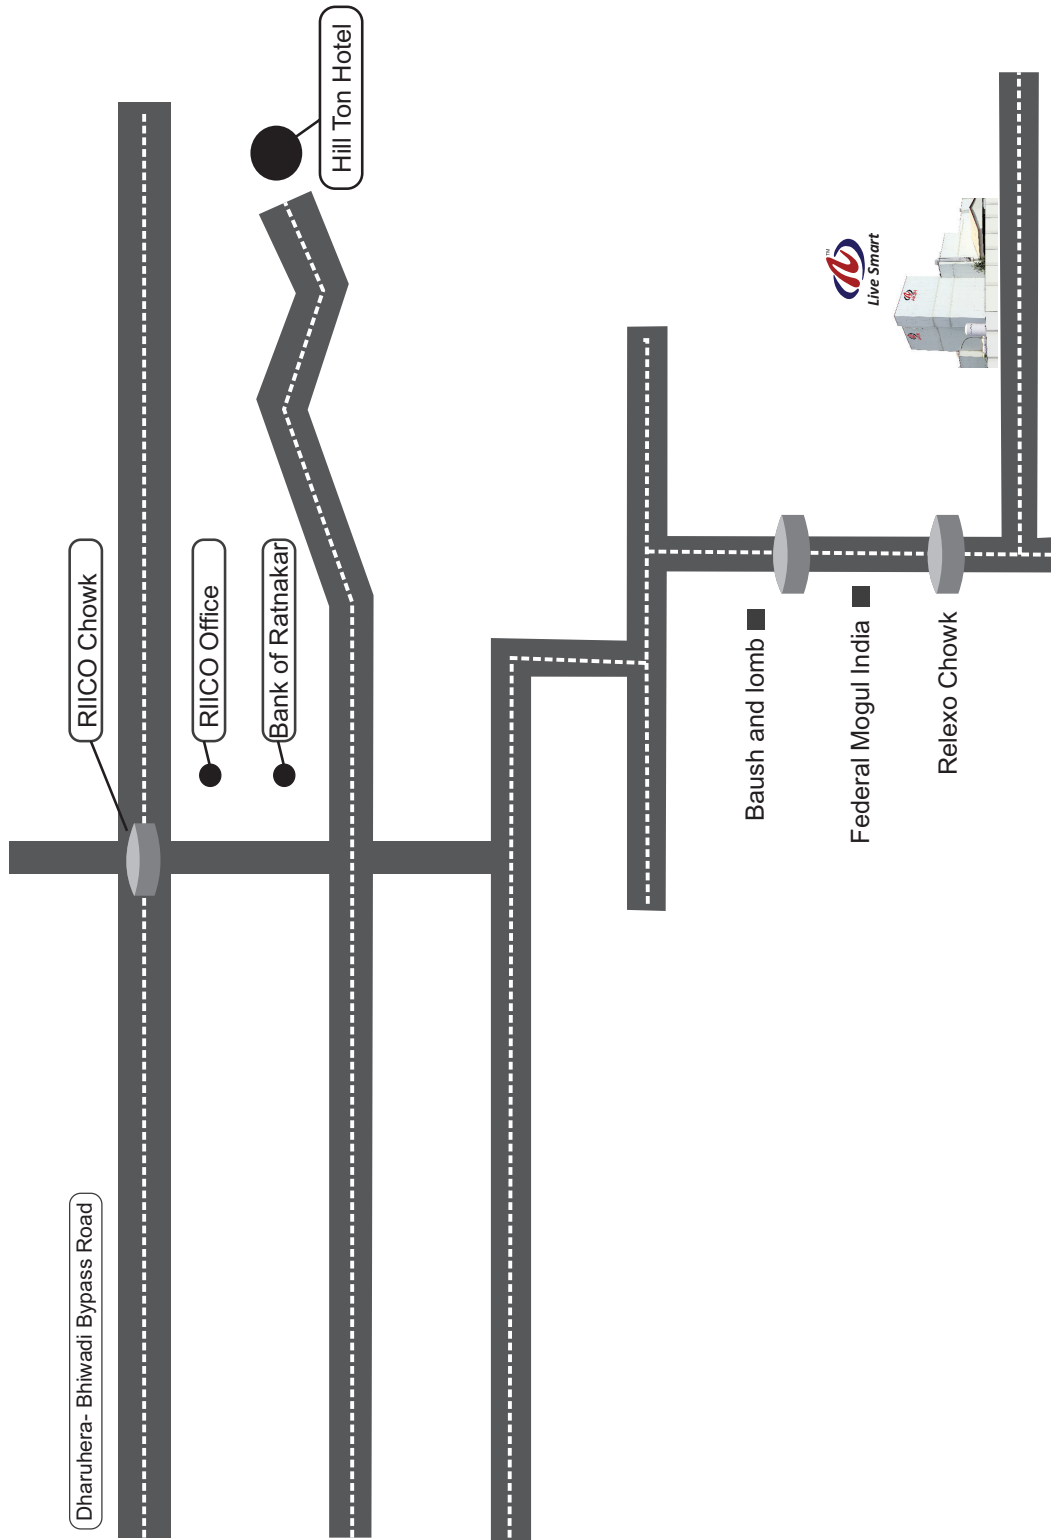 Dharuhera- Bhiwadi Bypass Road
RIICO Chowk
RIICO Office
Bank of Ratnakar
Hill Ton Hotel
Baush and lomb
Federal Mogul India
Relexo Chowk
TM
Live Smart